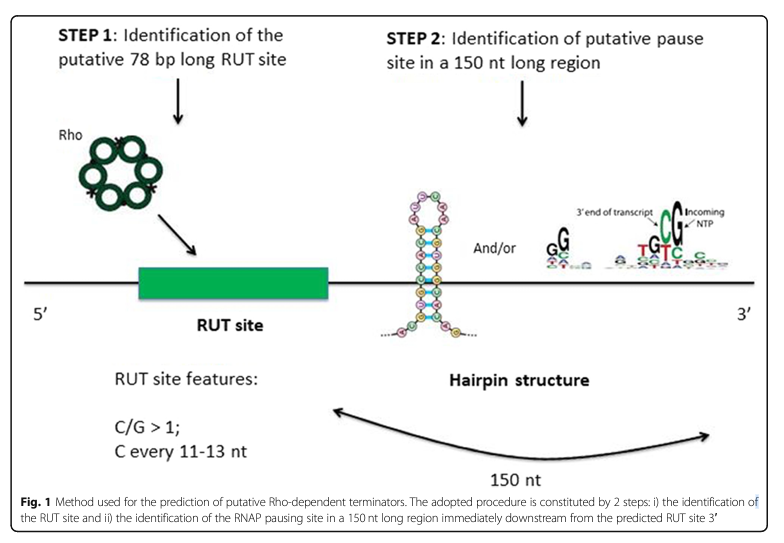 STEP 1: Identification of the
putative 78 bp long RUT site
STEP 2: Identification of putative pause
site in a 150 nt long region
Rho
3' end of transcript
Incoming
NTP
And/or
5'
3'
RUT site
RUT site features:
Hairpin structure
C/G > 1;
C every 11-13 nt
150 nt
Fig. 1 Method used for the prediction of putative Rho-dependent terminators. The adopted procedure is constituted by 2 steps: i) the identification of
the RUT site and ii) the identification of the RNAP pausing site in a 150 nt long region immediately downstream from the predicted RUT site 3'